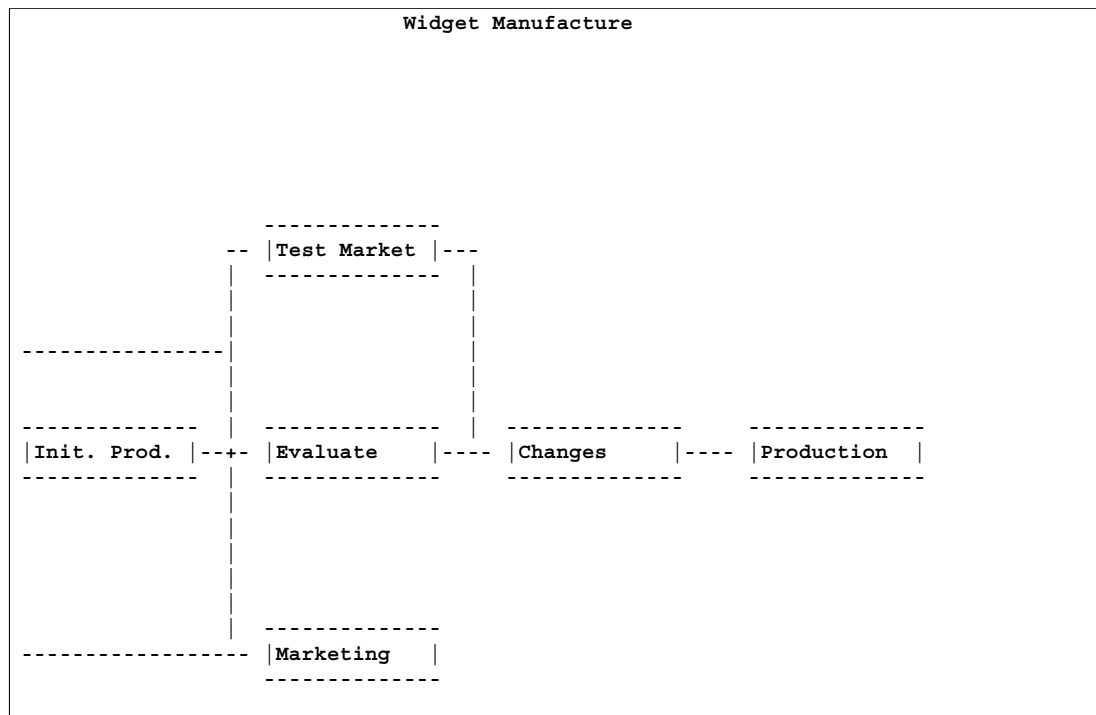 Widget Manufacture
Test Market
Init. Prod. Evaluate Changes Production
Marketing